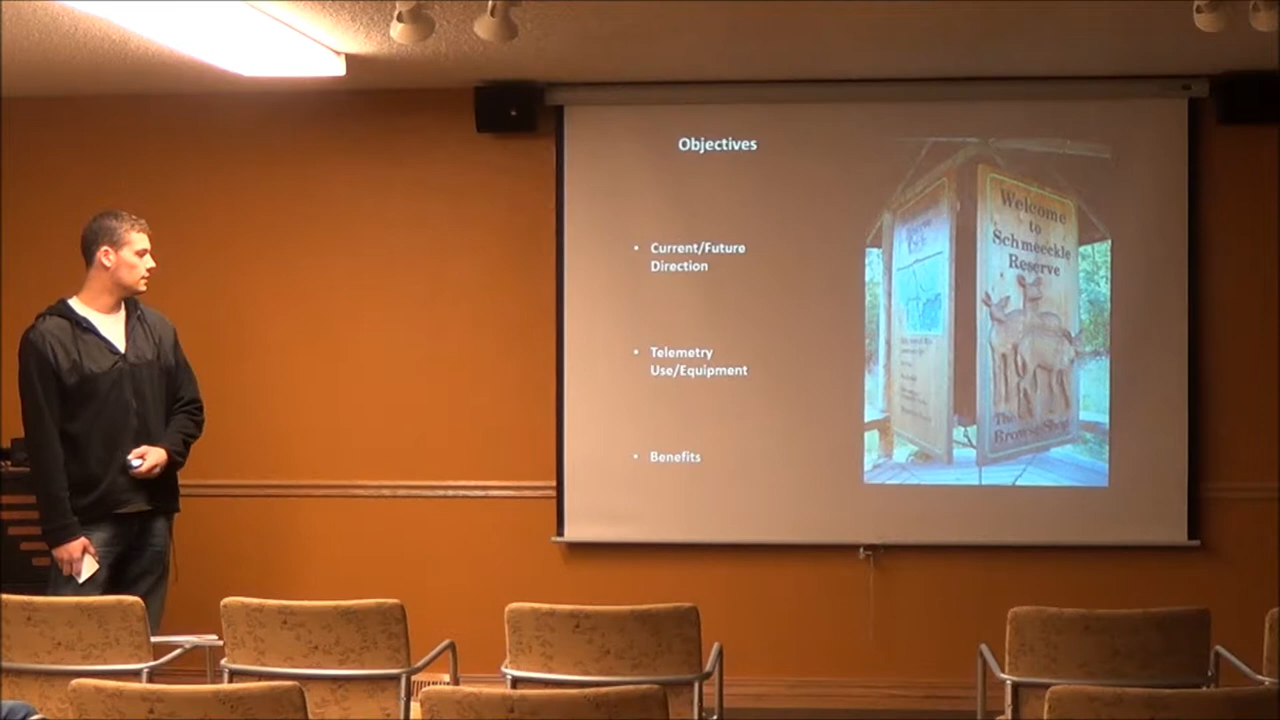 Objectives
• Current/Future
Direction
• Telemetry
Use/Equipment
• Benefits
Welcome
to
Schmeeckle
Reserve
The
Browse Shop